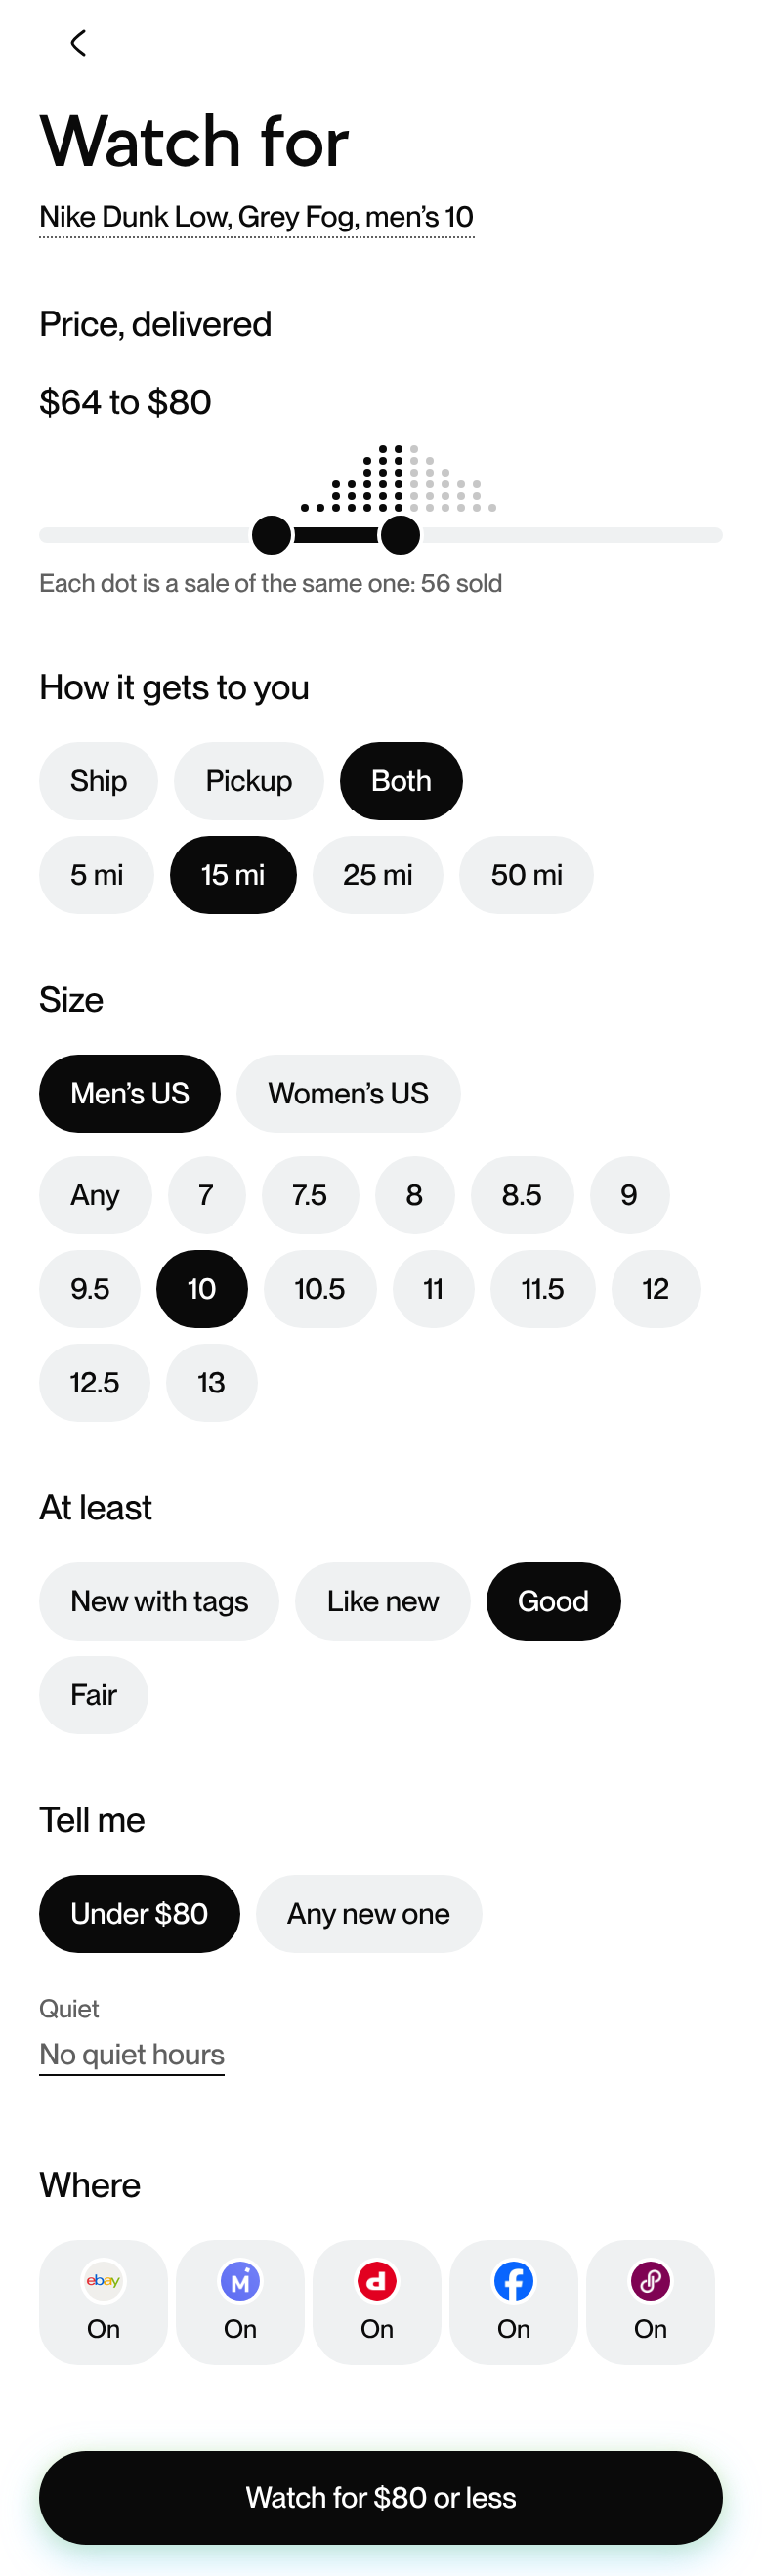 Watch for
Nike Dunk Low, Grey Fog, men’s 10
Price, delivered
$64 to $80
Each dot is a sale of the same one: 56 sold
How it gets to you
Ship Pickup Both
5 mi 15 mi 25 mi 50 mi
Size
Men’s US Women’s US
Any 7 7.5 8 8.5 9
9.5 10 10.5 11 11.5 12
12.5 13
At least
New with tags Like new Good
Fair
Tell me
Under $80 Any new one
Quiet
No quiet hours
Where
ebay
On On On On On
Watch for $80 or less